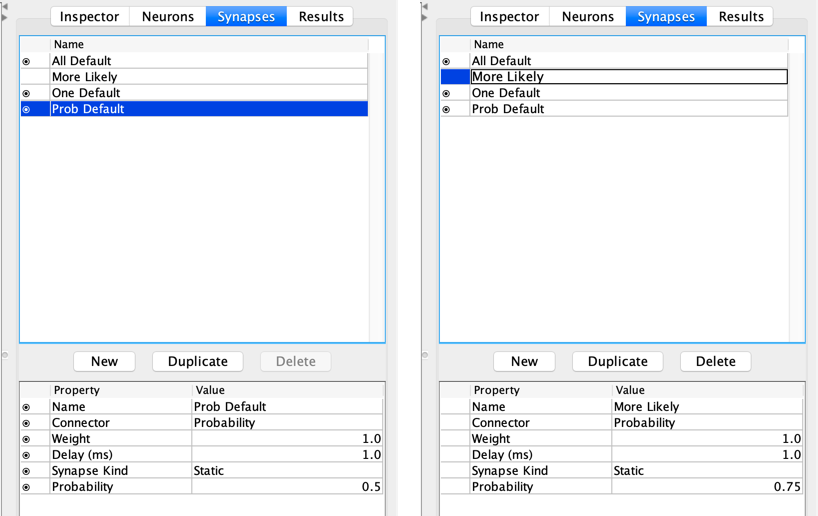 Inspector Neurons Synapses Results
Name
All Default
More Likely
One Default
Prob Default
New Duplicate Delete
Property Value
Name Prob Default
Connector Probability
Weight 1.0
Delay (ms) 1.0
Synapse Kind Static
Probability 0.5
Inspector Neurons Synapses Results
Name
All Default
More Likely
One Default
Prob Default
New Duplicate Delete
Property Value
Name More Likely
Connector Probability
Weight 1.0
Delay (ms) 1.0
Synapse Kind Static
Probability 0.75